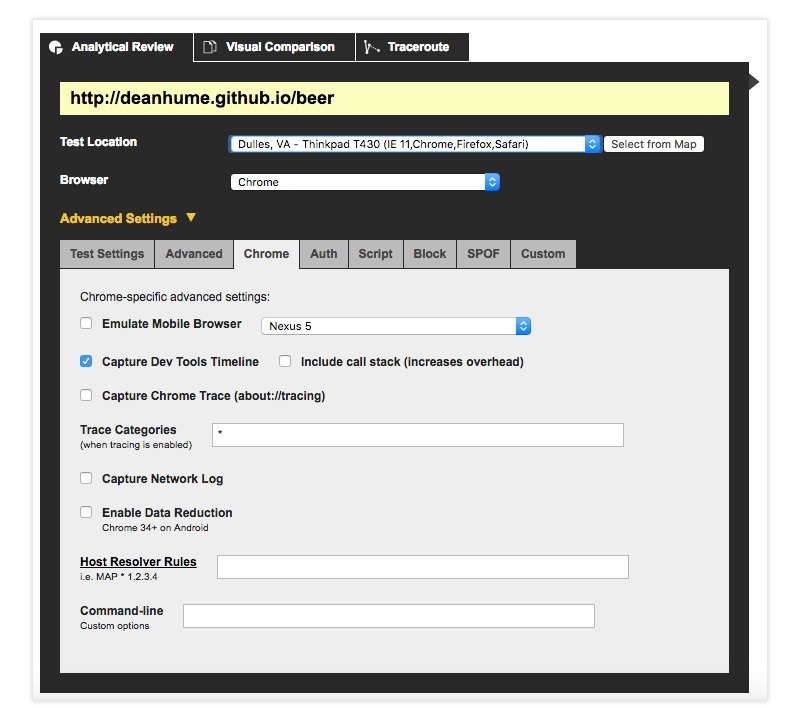 Analytical Review Visual Comparison Traceroute
http://deanhume.github.io/beer
Test Location Dulles, VA - Thinkpad T430 (IE 11,Chrome,Firefox,Safari) Select from Map
Browser Chrome
Advanced Settings ▼
Test Settings Advanced Chrome Auth Script Block SPOF Custom
Chrome-specific advanced settings:
Emulate Mobile Browser Nexus 5
Capture Dev Tools Timeline Include call stack (increases overhead)
Capture Chrome Trace (about://tracing)
Trace Categories *
(when tracing is enabled)
Capture Network Log
Enable Data Reduction
Chrome 34+ on Android
Host Resolver Rules
i.e. MAP * 1.2.3.4
Command-line
Custom options